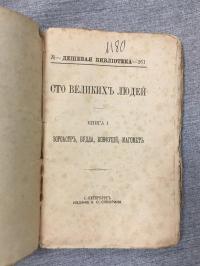 1180
№ ДЕШЕВАЯ БИБЛІОТЕКА 261
СТО ВЕЛИКИХЪ ЛЮДЕЙ
КНИГА I
ЗОРОАСТРЪ, БУДДА, КОНФУЦІЙ, МАГОМЕТЪ
С.-ПЕТЕРБУРГЪ
ИЗДАНІЕ А. С. СУВОРИНА